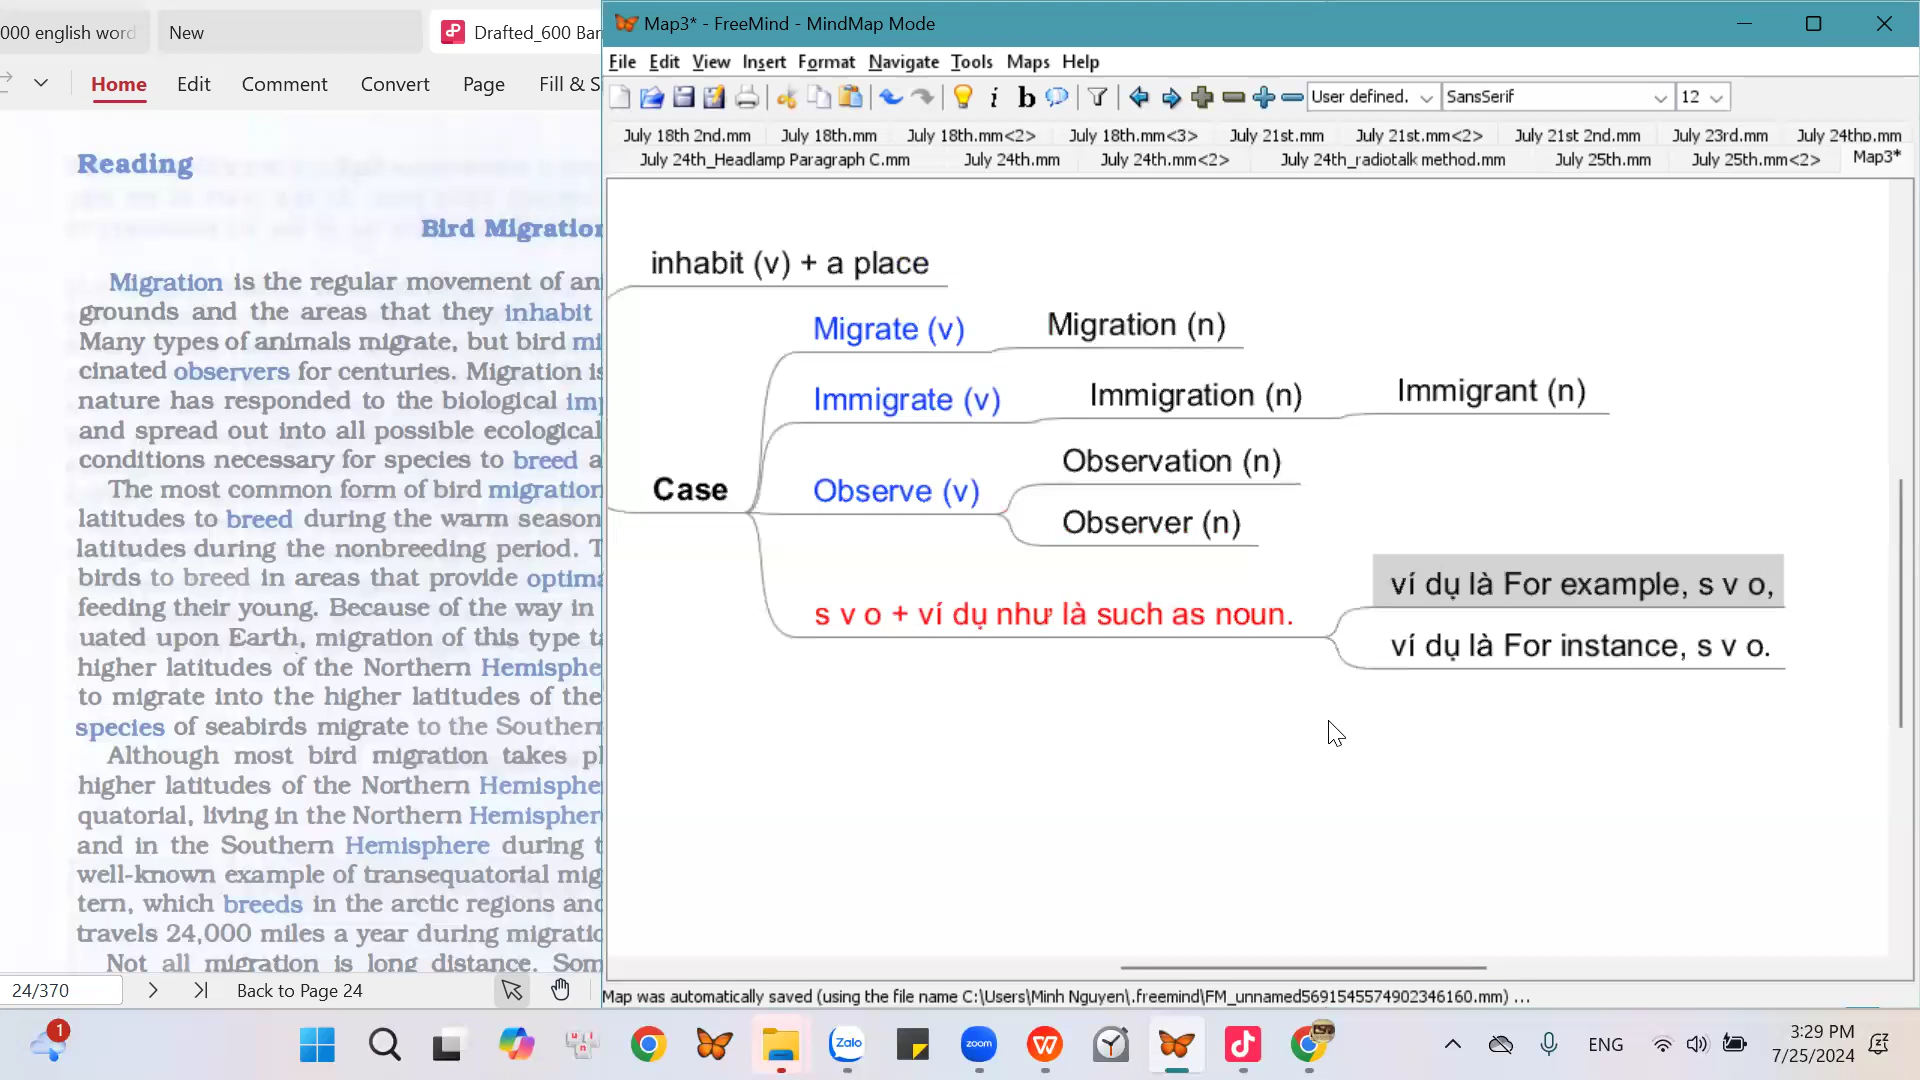 000 english word
New
Drafted_600 Bar
Map3* - FreeMind - MindMap Mode
File Edit View Insert Format Navigate Tools Maps Help
Home Edit Comment Convert Page Fill & S
User defined. SansSerif 12
July 18th 2nd.mm July 18th.mm July 18th.mm<2> July 18th.mm<3> July 21st.mm July 21st.mm<2> July 21st 2nd.mm July 23rd.mm July 24thp.mm
July 24th_Headlamp Paragraph C.mm July 24th.mm July 24th.mm<2> July 24th_radiotalk method.mm July 25th.mm July 25th.mm<2> Map3*
Reading
Bird Migration
Migration is the regular movement of an
grounds and the areas that they inhabit
Many types of animals migrate, but bird mi
cinated observers for centuries. Migration is
nature has responded to the biological imp
and spread out into all possible ecological
conditions necessary for species to breed a
The most common form of bird migration
latitudes to breed during the warm season
latitudes during the nonbreeding period. T
birds to breed in areas that provide optima
feeding their young. Because of the way in
uated upon Earth, migration of this type ta
higher latitudes of the Northern Hemisphe
to migrate into the higher latitudes of the
species of seabirds migrate to the Southern
Although most bird migration takes pl
higher latitudes of the Northern Hemisphe
quatorial, living in the Northern Hemispher
and in the Southern Hemisphere during t
well-known example of transequatorial mig
tern, which breeds in the arctic regions and
travels 24,000 miles a year during migratio
Not all migration is long distance. Som
inhabit (v) + a place
Case
Migrate (v)
Migration (n)
Immigrate (v)
Immigration (n)
Immigrant (n)
Observe (v)
Observation (n)
Observer (n)
s v o + ví dụ như là such as noun.
ví dụ là For example, s v o,
ví dụ là For instance, s v o.
24/370
Back to Page 24
Map was automatically saved (using the file name C:\Users\Minh Nguyen\.freemind\FM_unnamed5691545574902346160.mm) ...
1
Zalo
zoom
ENG
3:29 PM
7/25/2024